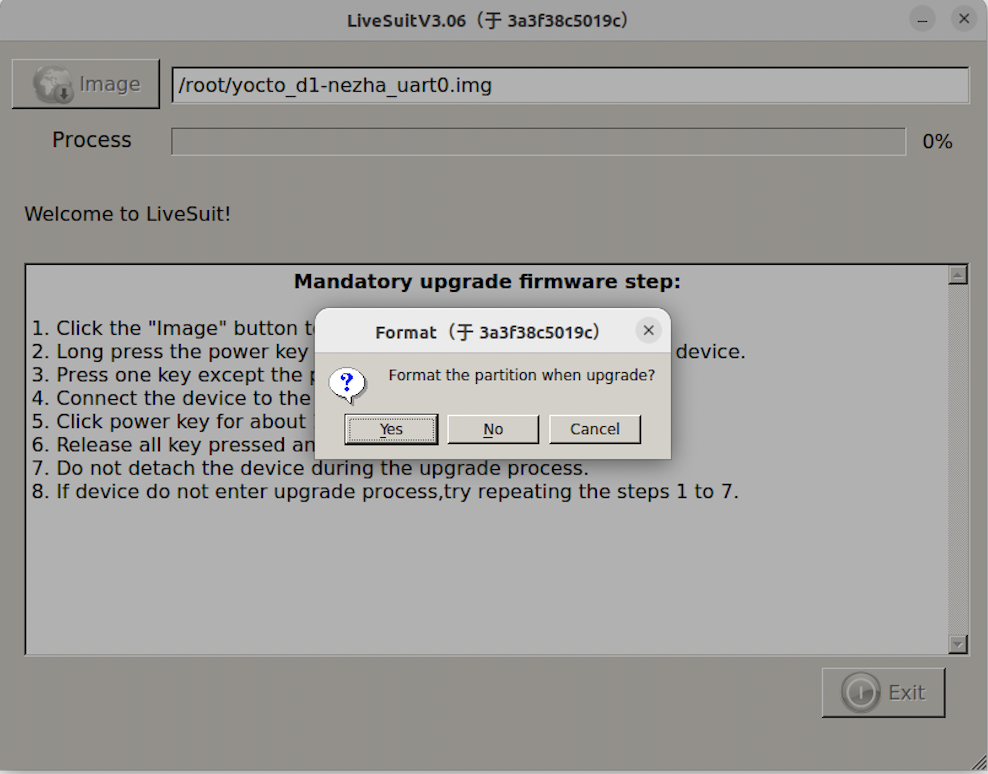 LiveSuitV3.06（于 3a3f38c5019c）
Image
/root/yocto_d1-nezha_uart0.img
Process
0%
Welcome to LiveSuit!
Mandatory upgrade firmware step:
1. Click the "Image" button
2. Long press the power key device.
3. Press one key except the
4. Connect the device to the
5. Click power key for about
6. Release all key pressed
7. Do not detach the device during the upgrade process.
8. If device do not enter upgrade process,try repeating the steps 1 to 7.
Format（于 3a3f38c5019c）
Format the partition when upgrade?
Yes
No
Cancel
Exit